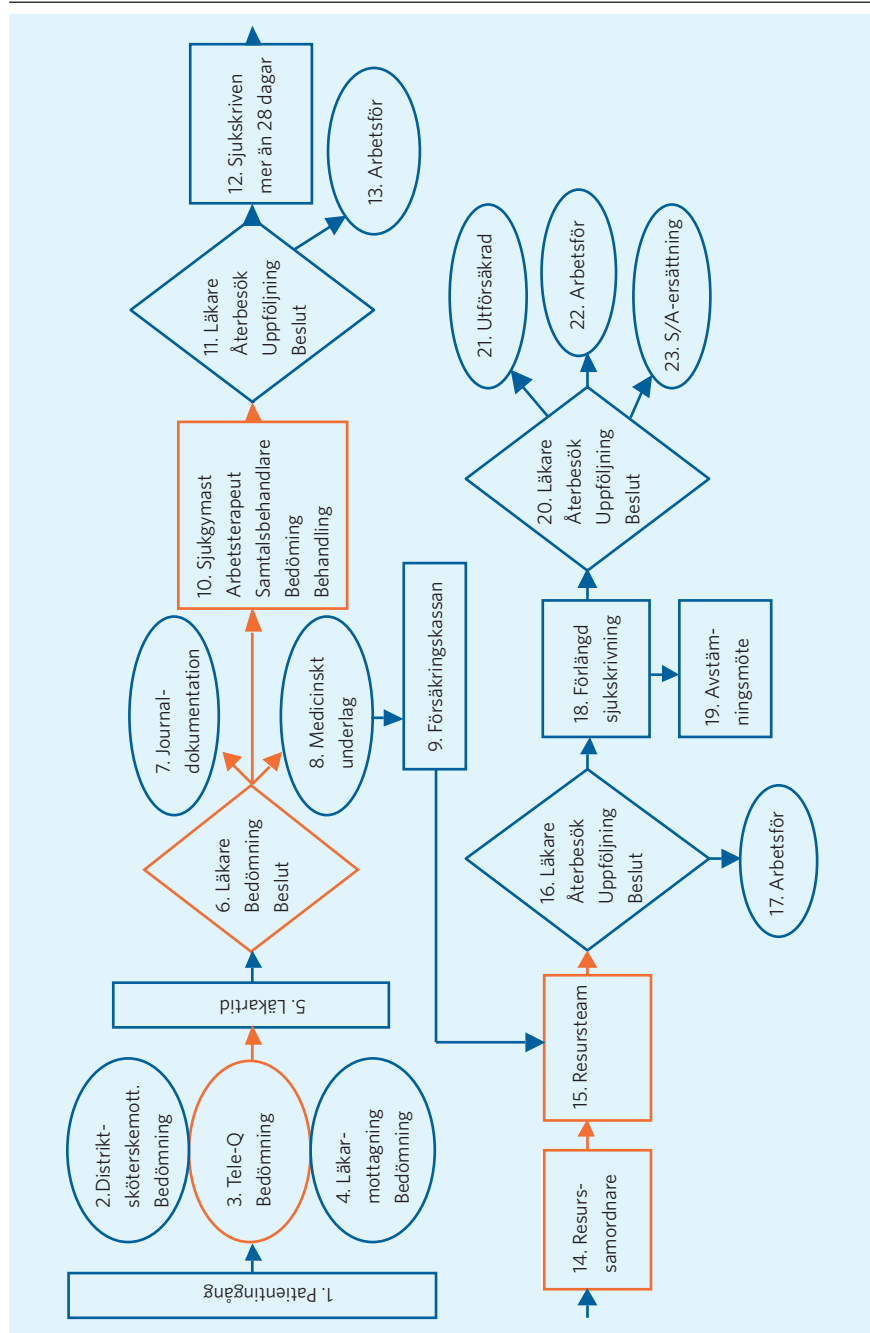 1. Patientingång
2.Distrikt-
sköterskemott.
Bedömning
3. Tele-Q
Bedömning
4. Läkar-
mottagning
Bedömning
5. Läkartid
6. Läkare
Bedömning
Beslut
7. Journal-
dokumentation
8. Medicinskt
underlag
9. Försäkringskassan
10. Sjukgymast
Arbetsterapeut
Samtalsbehandlare
Bedöming
Behandling
11. Läkare
Återbesök
Uppföljning
Beslut
12. Sjukskriven
mer än 28 dagar
13. Arbetsför
14. Resurs-
samordnare
15. Resursteam
16. Läkare
Återbesök
Uppföljning
Beslut
17. Arbetsför
18. Förlängd
sjukskrivning
19. Avstäm-
ningsmöte
20. Läkare
Återbesök
Uppföljning
Beslut
21. Utförsäkrad
22. Arbetsför
23. S/A-ersättning